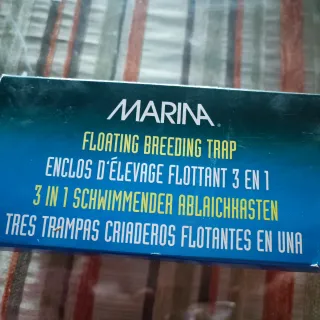 MARINA
FLOATING BREEDING TRAP
ENCLOS D'ÉLEVAGE FLOTTANT 3 EN 1
3 IN 1 SCHWIMMENDER ABLAICHKASTEN
TRES TRAMPAS CRIADEROS FLOTANTES EN UNA